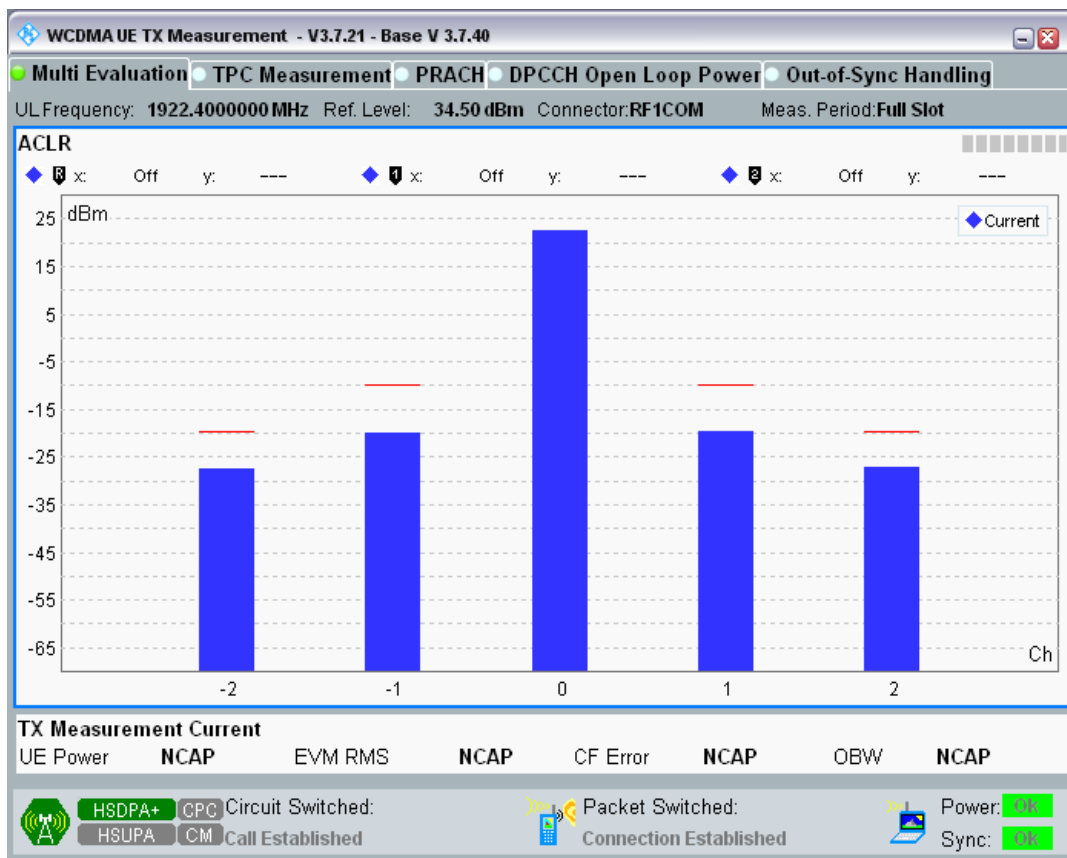 WCDMA UE TX Measurement - V3.7.21 - Base V 3.7.40
Multi Evaluation TPC Measurement PRACH DPCCH Open Loop Power Out-of-Sync Handling
UL Frequency: 1922.4000000 MHz Ref. Level: 34.50 dBm Connector:RF1COM Meas. Period:Full Slot
ACLR
R x: Off y: --- 1 x: Off y: --- 2 x: Off y: ---
dBm
Current
25
15
5
-5
-15
-25
-35
-45
-55
-65
Ch
-2 -1 0 1 2
TX Measurement Current
UE Power NCAP EVM RMS NCAP CF Error NCAP OBW NCAP
HSDPA+ CPC Circuit Switched: Packet Switched: Power: Ok
HSUPA CM Call Established Connection Established Sync: Ok